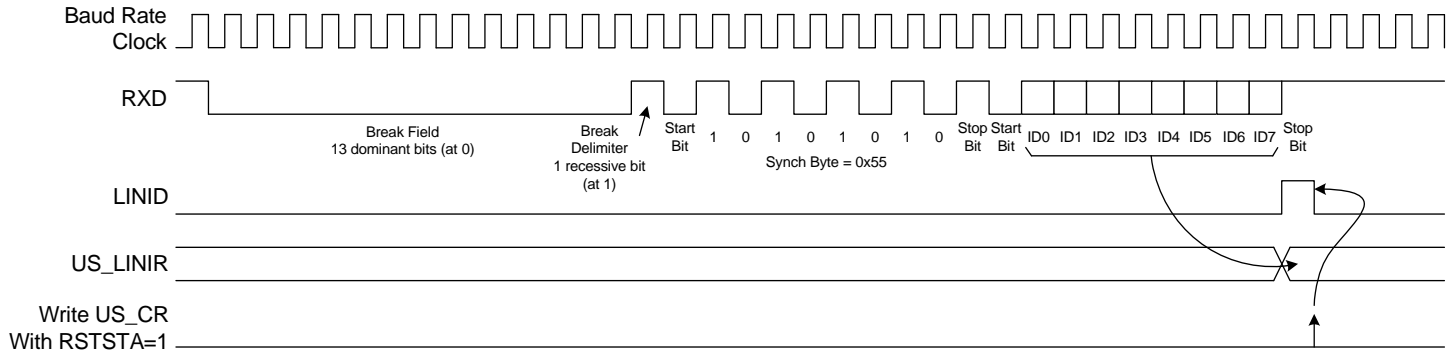 Baud Rate
Clock
RXD
Break Field
13 dominant bits (at 0)
Break
Delimiter
1 recessive bit
(at 1)
Start
Bit
1 0 1 0 1 0 1 0
Synch Byte = 0x55
Stop
Bit
Start
Bit
ID0 ID1 ID2 ID3 ID4 ID5 ID6 ID7
Stop
Bit
LINID
US_LINIR
Write US_CR
With RSTSTA=1